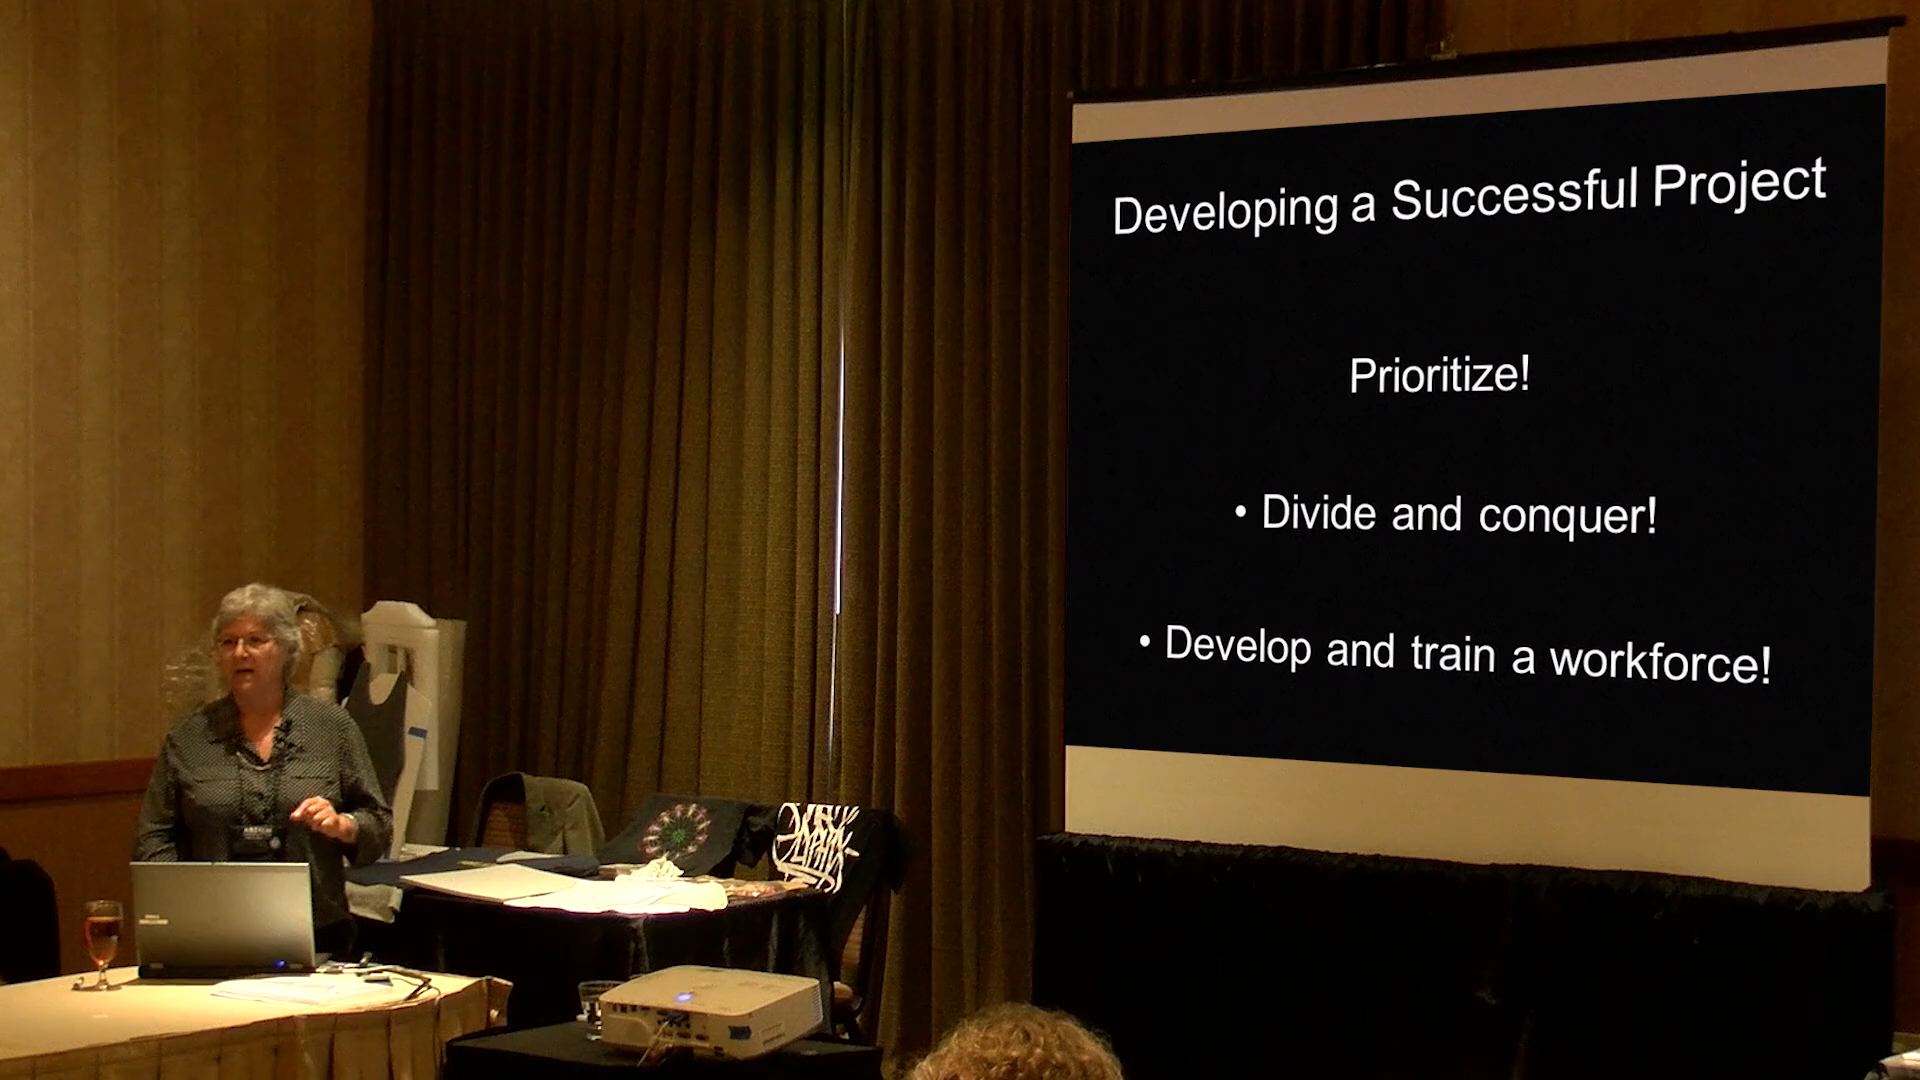 Developing a Successful Project
Prioritize!
• Divide and conquer!
• Develop and train a workforce!